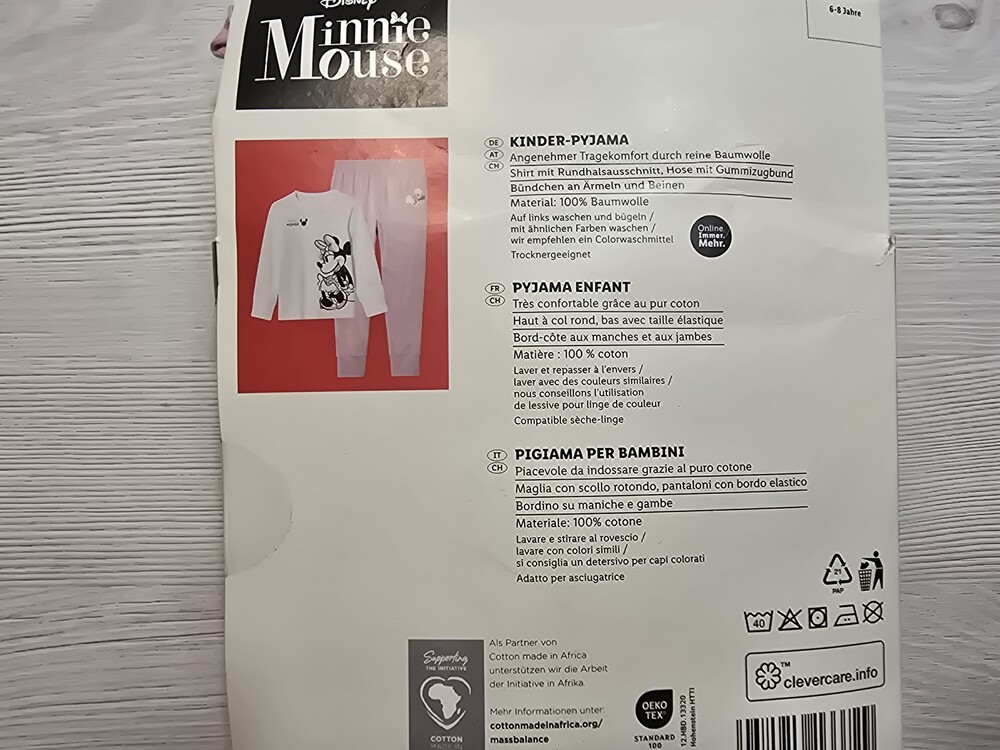 Disney
Minnie
Mouse
6-8 Jahre
DE
AT
CH
KINDER-PYJAMA
Angenehmer Tragekomfort durch reine Baumwolle
Shirt mit Rundhalsausschnitt, Hose mit Gummizugbund
Bündchen an Ärmeln und Beinen
Material: 100% Baumwolle
Auf links waschen und bügeln /
mit ähnlichen Farben waschen /
wir empfehlen ein Colorwaschmittel
Trocknergeeignet
Online.
Immer.
Mehr.
FR
CH
PYJAMA ENFANT
Très confortable grâce au pur coton
Haut à col rond, bas avec taille élastique
Bord-côte aux manches et aux jambes
Matière : 100 % coton
Laver et repasser à l'envers /
laver avec des couleurs similaires /
nous conseillons l'utilisation
de lessive pour linge de couleur
Compatible sèche-linge
IT
CH
PIGIAMA PER BAMBINI
Piacevole da indossare grazie al puro cotone
Maglia con scollo rotondo, pantaloni con bordo elastico
Bordino su maniche e gambe
Materiale: 100% cotone
Lavare e stirare al rovescio /
lavare con colori simili /
si consiglia un detersivo per capi colorati
Adatto per asciugatrice
21
PAP
40
TM
clevercare.info
Supporting
THE INITIATIVE
COTTON
Als Partner von
Cotton made in Africa
unterstützen wir die Arbeit
der Initiative in Afrika.
Mehr Informationen unter:
cottonmadeinafrica.org/
massbalance
OEKO
TEX®
STANDARD
100
12.HBD.13320
Hohenstein HTTI